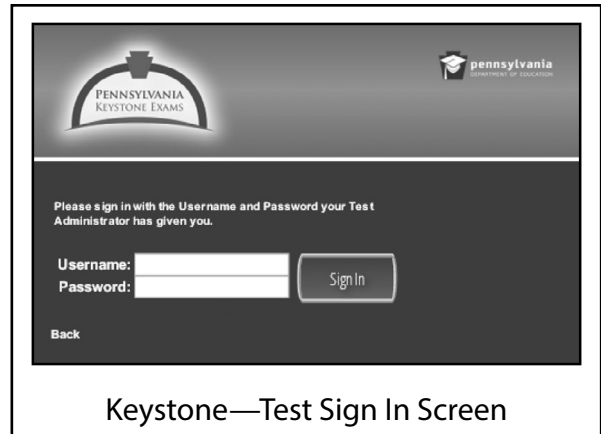 PENNSYLVANIA
KEYSTONE EXAMS
pennsylvania
DEPARTMENT OF EDUCATION
Please sign in with the Username and Password your Test
Administrator has given you.
Username:
Password:
Sign In
Back
Keystone—Test Sign In Screen